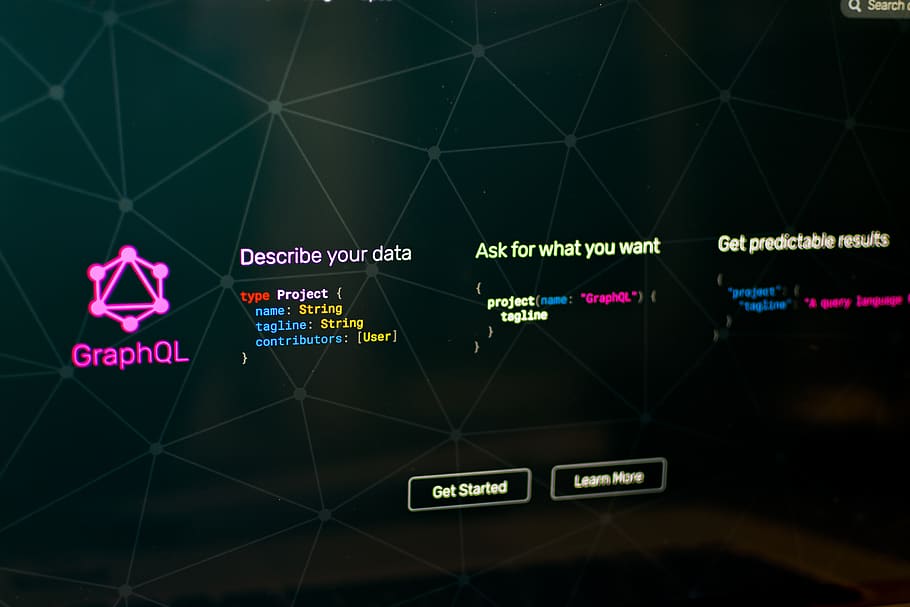 Search
GraphQL
Describe your data
type Project {
name: String
tagline: String
contributors: [User]
}
Ask for what you want
{
project(name: "GraphQL") {
tagline
}
}
Get predictable results
{
"project": {
"tagline": "A query language
}
}
Get Started
Learn More